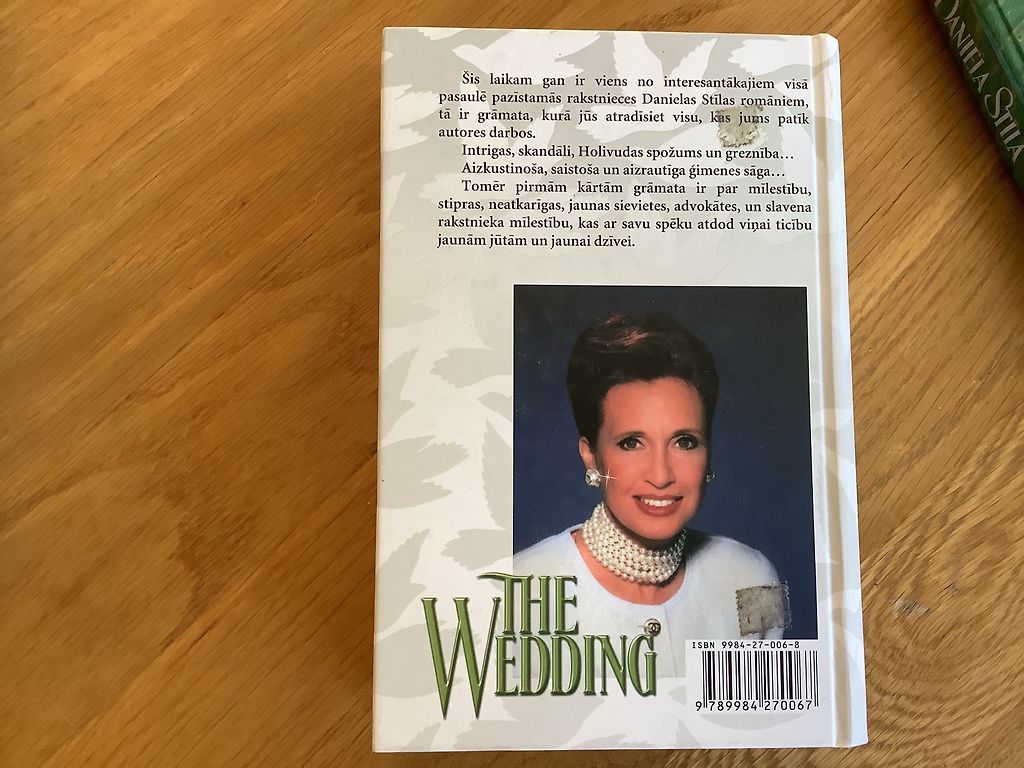 Šis laikam gan ir viens no interesantākajiem visā
pasaulē pazīstamās rakstnieces Danielas Stīlas romāniem,
tā ir grāmata, kurā jūs atradīsiet visu, kas jums patīk
autores darbos.
Intrigas, skandāli, Holivudas spožums un greznība...
Aizkustinoša, saistoša un aizrautīga ģimenes sāga...
Tomēr pirmām kārtām grāmata ir par mīlestību,
stipras, neatkarīgas, jaunas sievietes, advokātes, un slavena
rakstnieka mīlestību, kas ar savu spēku atdod viņai ticību
jaunām jūtām un jaunai dzīvei.
THE
WEDDING
ISBN 9984-27-006-8
9 789984 270067
DANIELA STĪLA